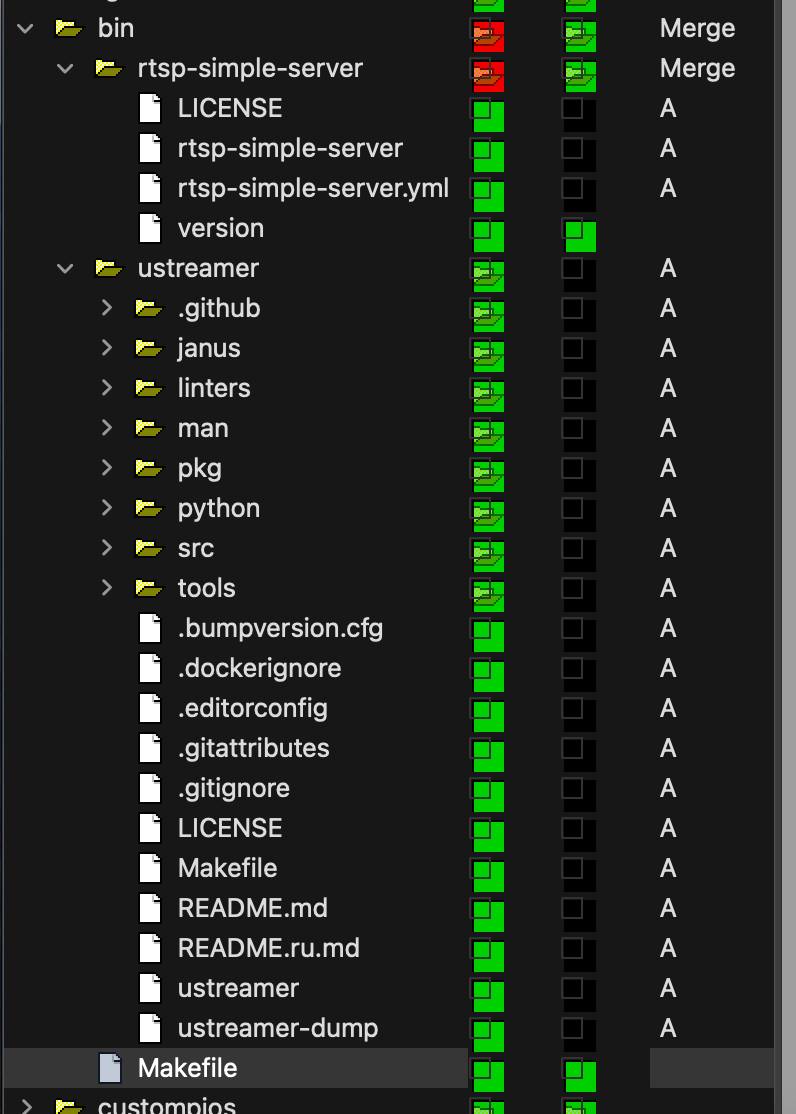 bin Merge
rtsp-simple-server Merge
LICENSE A
rtsp-simple-server A
rtsp-simple-server.yml A
version
ustreamer A
.github A
janus A
linters A
man A
pkg A
python A
src A
tools A
.bumpversion.cfg A
.dockerignore A
.editorconfig A
.gitattributes A
.gitignore A
LICENSE A
Makefile A
README.md A
README.ru.md A
ustreamer A
ustreamer-dump A
Makefile
custompios